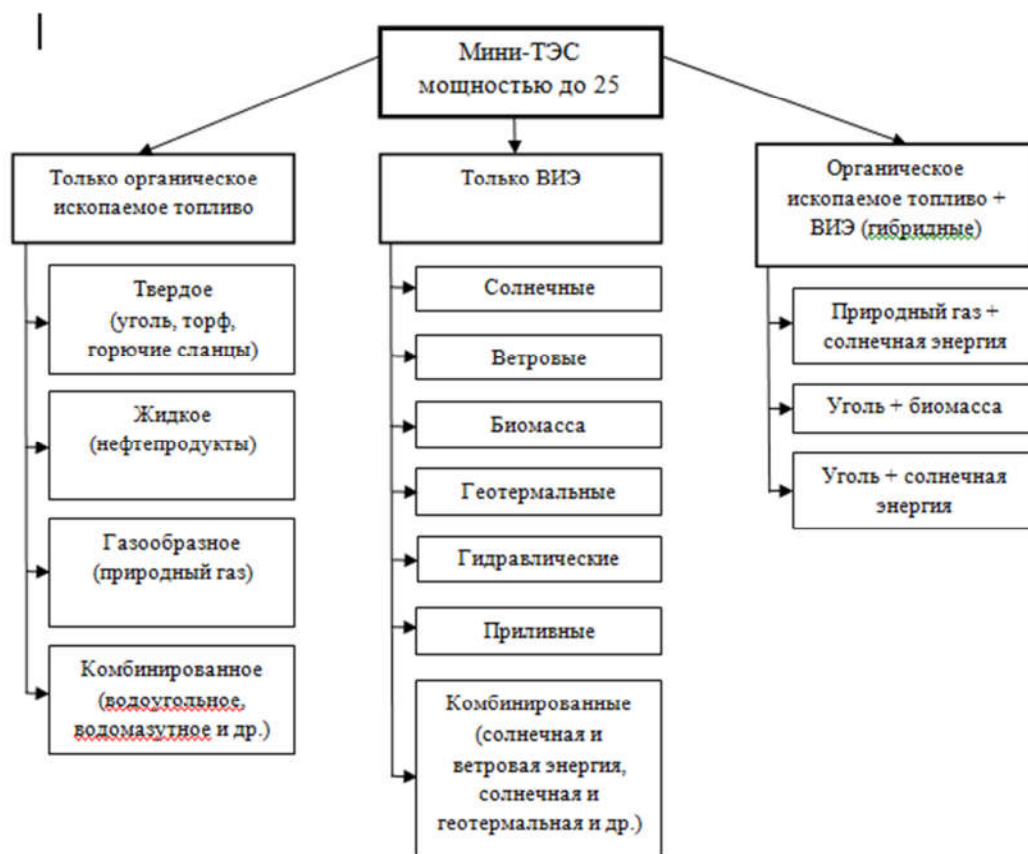 Мини-ТЭС
мощностью до 25
Только органическое
ископаемое топливо
Твердое
(уголь, торф,
горючие сланцы)
Жидкое
(нефтепродукты)
Газообразное
(природный газ)
Комбинированное
(водоугольное,
водомазутное и др.)
Только ВИЭ
Солнечные
Ветровые
Биомасса
Геотермальные
Гидравлические
Приливные
Комбинированные
(солнечная и
ветровая энергия,
солнечная и
геотермальная и др.)
Органическое
ископаемое топливо +
ВИЭ (гибридные)
Природный газ +
солнечная энергия
Уголь + биомасса
Уголь + солнечная
энергия